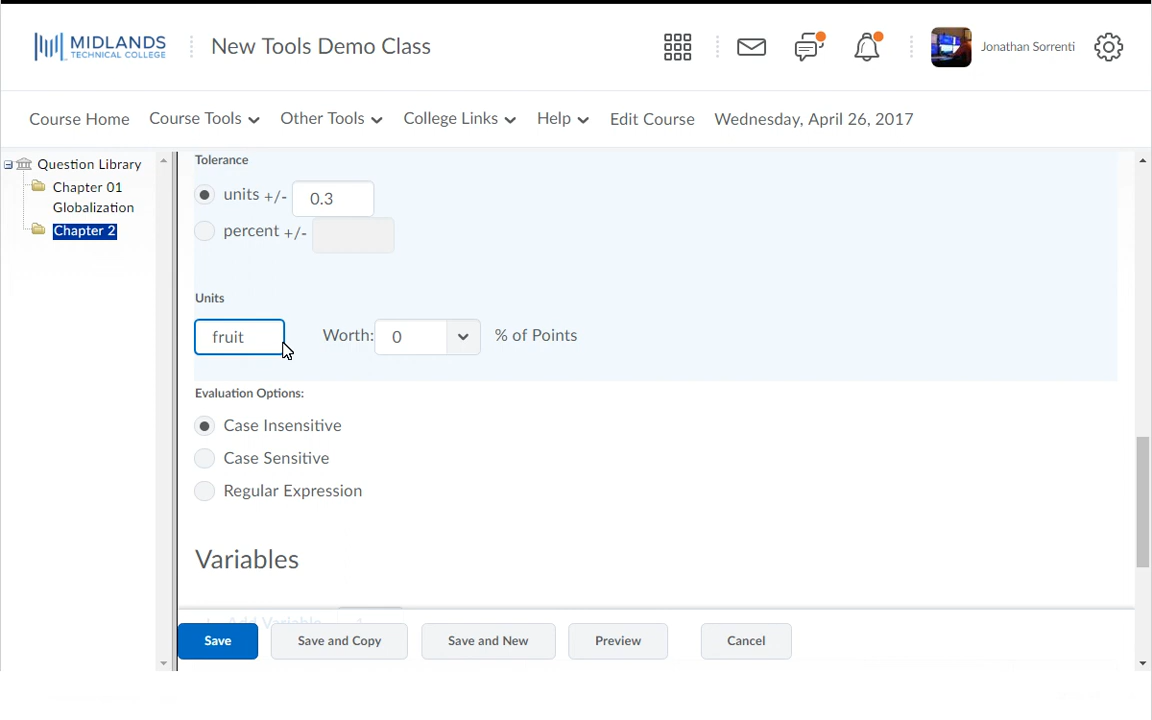 MIDLANDS
TECHNICAL COLLEGE
New Tools Demo Class
Jonathan Sorrenti
Course Home Course Tools Other Tools College Links Help Edit Course Wednesday, April 26, 2017
Question Library
Chapter 01
Globalization
Chapter 2
Tolerance
units +/- 0.3
percent +/-
Units
fruit Worth: 0 % of Points
Evaluation Options:
Case Insensitive
Case Sensitive
Regular Expression
Variables
Add Variable 1
Save Save and Copy Save and New Preview Cancel